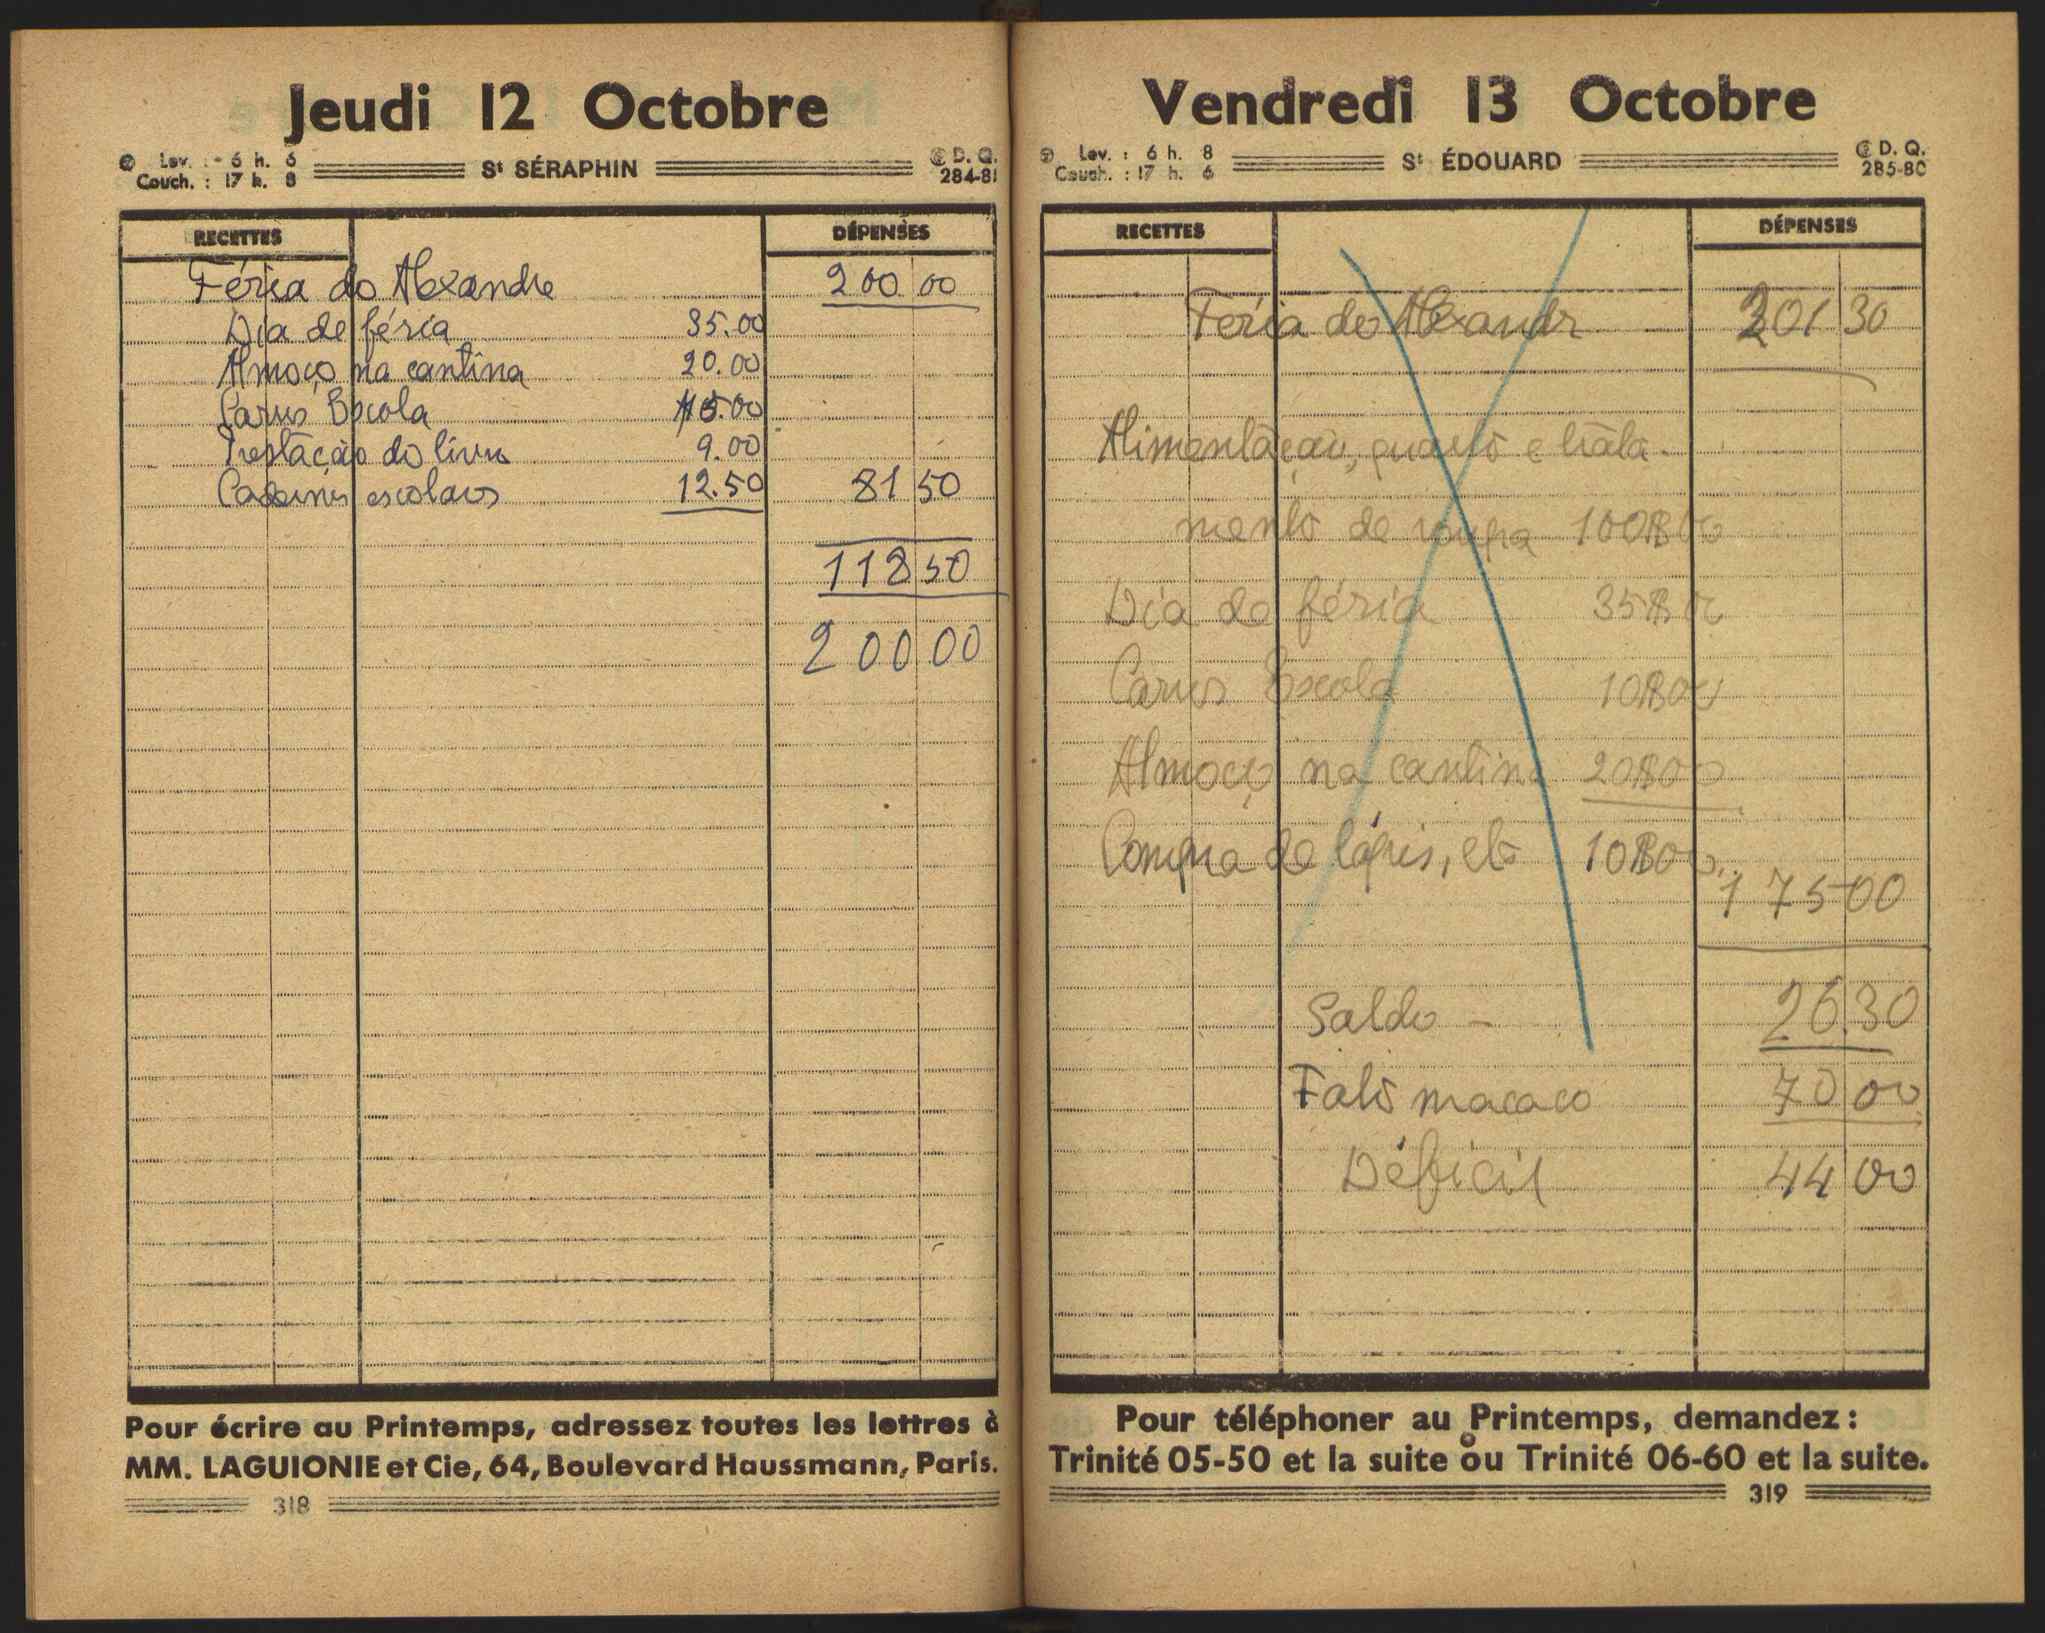 Jeudi 12 Octobre
Lev. : 6 h. 6
Couch. : 17 h. 8
St SÉRAPHIN
D. Q.
284-81
RECETTES DÉPENSES
Féria do Alexandre 200 00
Dia de féria 35.00
Almoço na cantina 20.00
Carros Escola 5.00
Prestação do livro 9.00
Cadernos escolares 12.50 81 50
118 50
200 00
Pour écrire au Printemps, adressez toutes les lettres à
MM. LAGUIONIE et Cie, 64, Boulevard Haussmann, Paris.
318
Vendredi 13 Octobre
Lev. : 6 h. 8
Couch. : 17 h. 6
St ÉDOUARD
D. Q.
285-80
RECETTES DÉPENSES
Féria do Alexandr 201 30
Alimentação, quarto e trata-
mento de roupa 100$00
Dia de féria 35$00
Carros Escola 10$00
Almoço na cantina 20$00
Compra de lápis, etc 10$00
175 00
Saldo - 26.30
Fato macaco 70 00
Déficit 44 00
Pour téléphoner au Printemps, demandez :
Trinité 05-50 et la suite ou Trinité 06-60 et la suite.
319